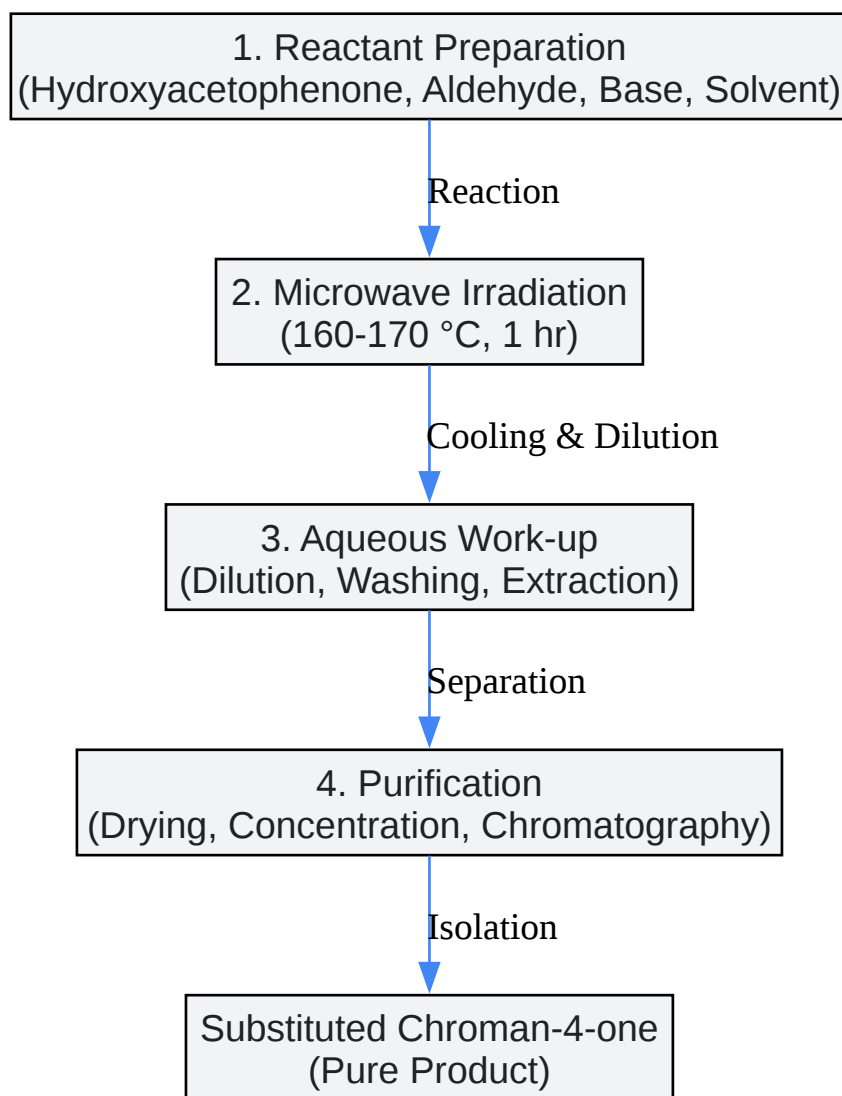 1. Reactant Preparation
(Hydroxyacetophenone, Aldehyde, Base, Solvent)
Reaction
2. Microwave Irradiation
(160-170 °C, 1 hr)
Cooling & Dilution
3. Aqueous Work-up
(Dilution, Washing, Extraction)
Separation
4. Purification
(Drying, Concentration, Chromatography)
Isolation
Substituted Chroman-4-one
(Pure Product)